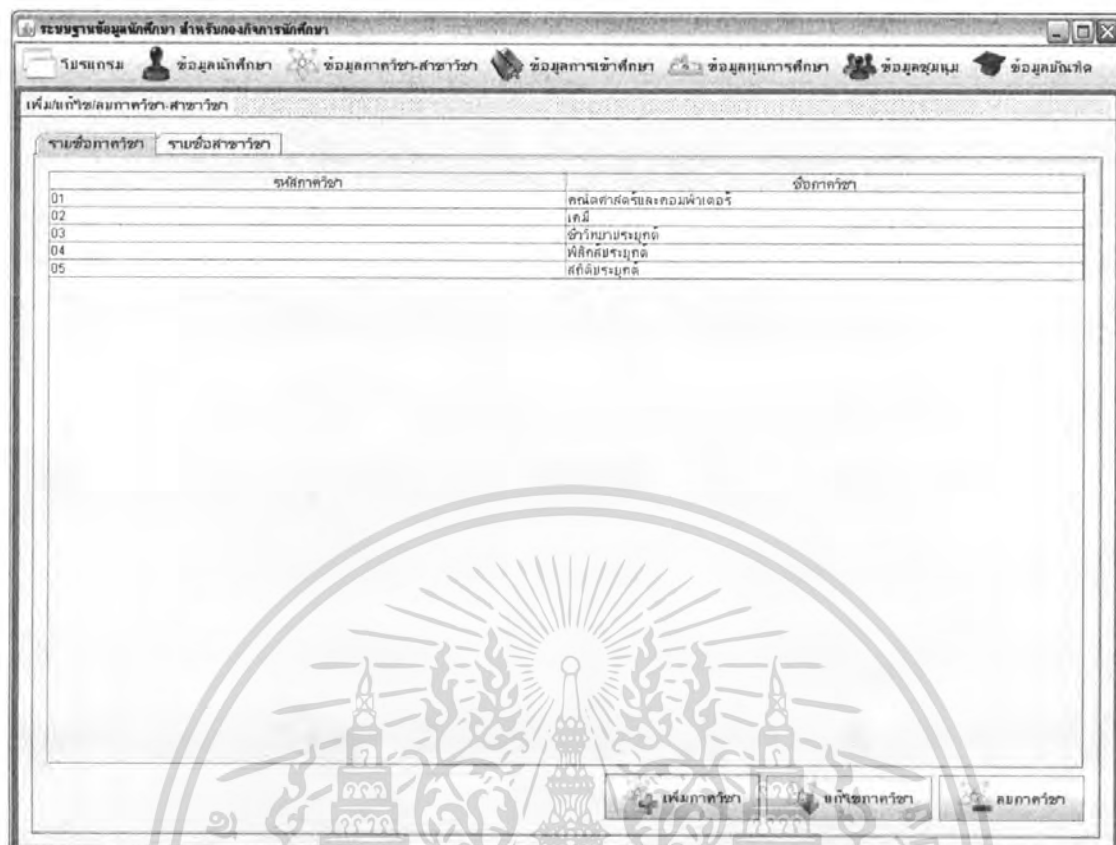 ระบบฐานข้อมูลนักศึกษา สำหรับกองกิจการนักศึกษา
โปรแกรม ข้อมูลนักศึกษา ข้อมูลภาควิชา-สาขาวิชา ข้อมูลการเข้าศึกษา ข้อมูลทุนการศึกษา ข้อมูลชุมนุม ข้อมูลบัณฑิต
เพิ่ม/แก้ไข/ลบภาควิชา-สาขาวิชา
รายชื่อภาควิชา รายชื่อสาขาวิชา
รหัสภาควิชา ชื่อภาควิชา
01 คณิตศาสตร์และคอมพิวเตอร์
02 เคมี
03 ชีววิทยาประยุกต์
04 ฟิสิกส์ประยุกต์
05 สถิติประยุกต์
เพิ่มภาควิชา แก้ไขภาควิชา ลบภาควิชา